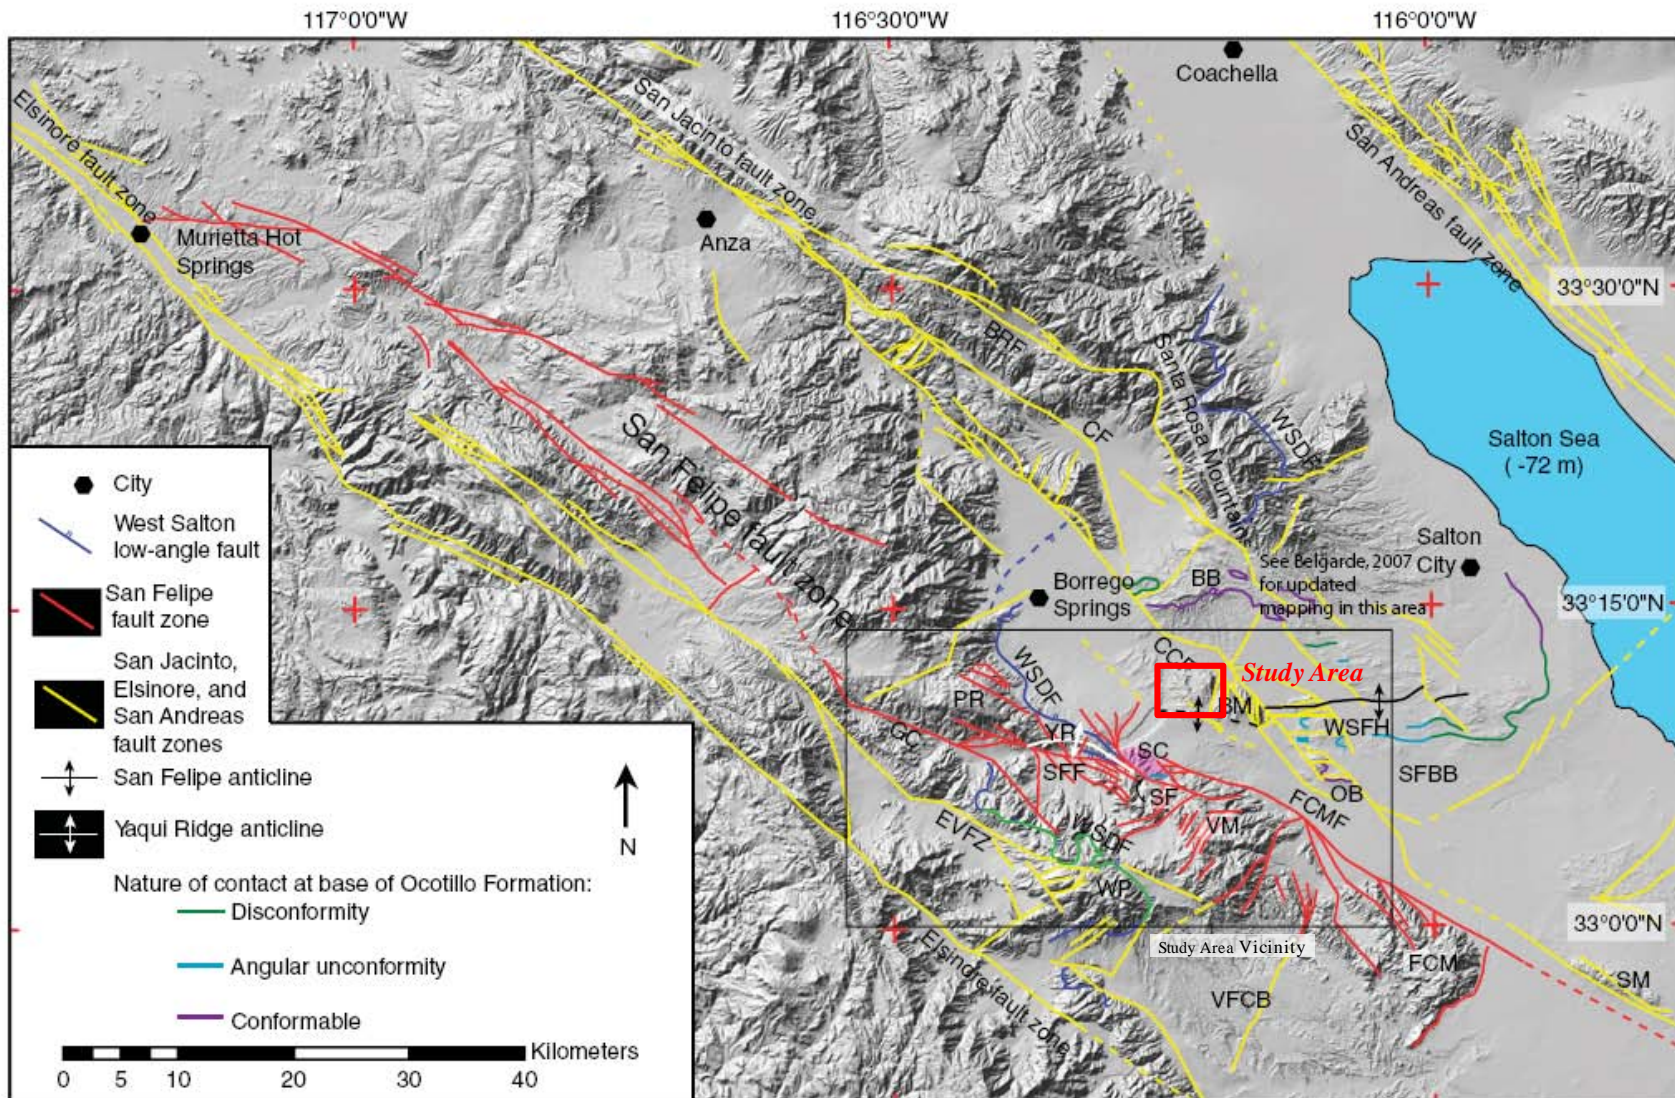 117°0'0"W
116°30'0"W
116°0'0"W
Coachella
Elsinore fault zone
San Jacinto fault zone
San Andreas fault zone
Murietta Hot
Springs
Anza
33°30'0"N
BRF
Santa Rosa Mountain
WSDF
CF
San Felipe fault zone
Salton Sea
( -72 m)
Salton
City
See Belgarde, 2007
for updated
mapping in this area
Borrego
Springs
BB
33°15'0"N
WSDF
Study Area
PR
BM
GC
YR
WSFH
SC
SFF
SFBB
SF
OB
FCMF
VM
EVFZ
WSDF
WP
33°0'0"N
Study Area Vicinity
Elsinore fault zone
FCM
SM
VFCB
City
West Salton
low-angle fault
San Felipe
fault zone
San Jacinto,
Elsinore, and
San Andreas
fault zones
San Felipe anticline
Yaqui Ridge anticline
N
Nature of contact at base of Ocotillo Formation:
Disconformity
Angular unconformity
Conformable
Kilometers
0 5 10 20 30 40